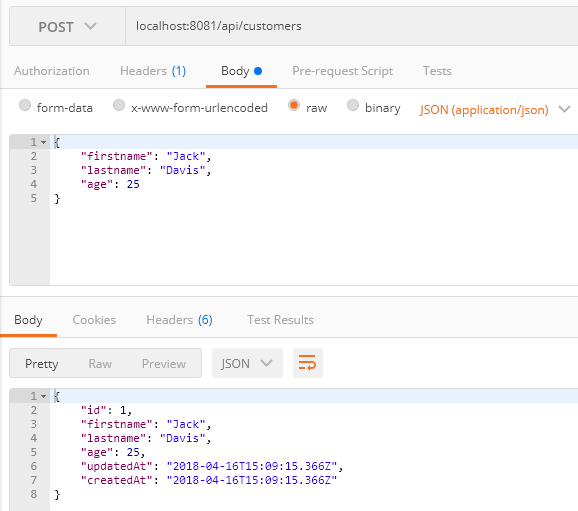 POST localhost:8081/api/customers
Authorization Headers (1) Body Pre-request Script Tests
form-data x-www-form-urlencoded raw binary JSON (application/json)
1 {
2 "firstname": "Jack",
3 "lastname": "Davis",
4 "age": 25
5 }
Body Cookies Headers (6) Test Results
Pretty Raw Preview JSON
1 {
2 "id": 1,
3 "firstname": "Jack",
4 "lastname": "Davis",
5 "age": 25,
6 "updatedAt": "2018-04-16T15:09:15.366Z",
7 "createdAt": "2018-04-16T15:09:15.366Z"
8 }